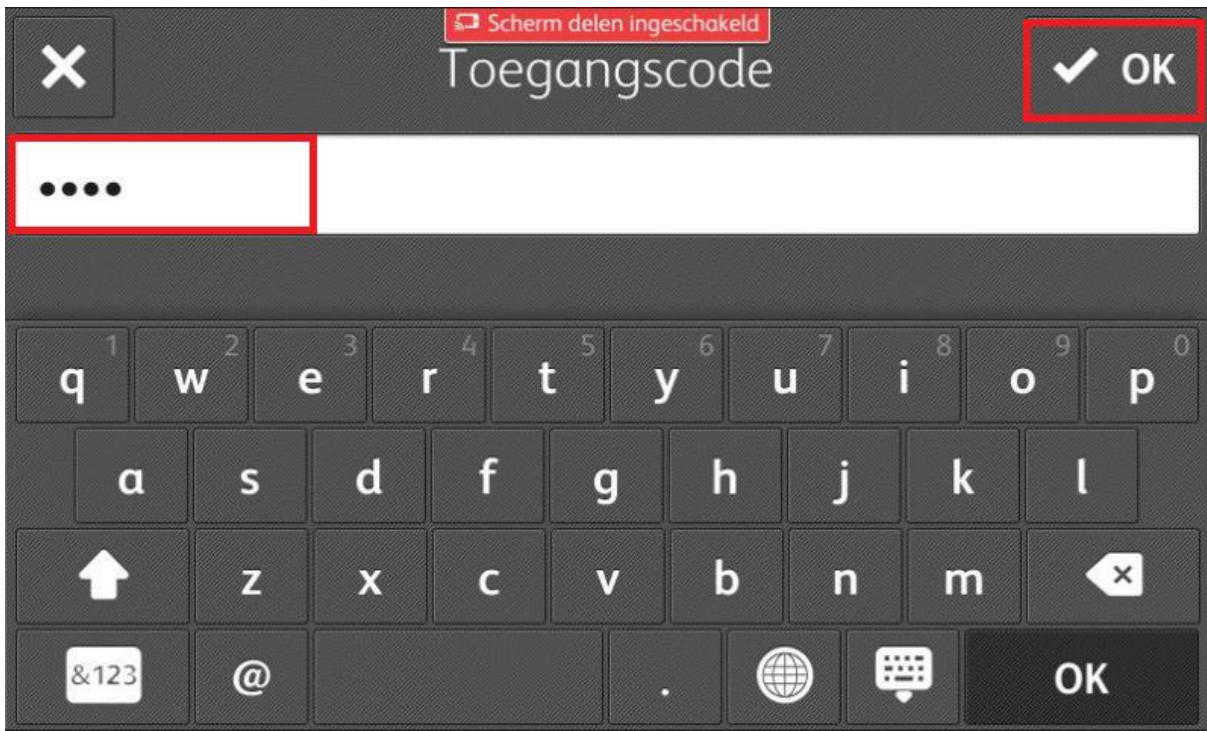 Scherm delen ingeschakeld
Toegangscode
OK
••••
1 2 3 4 5 6 7 8 9 0
q w e r t y u i o p
a s d f g h j k l
z x c v b n m
&123 @ . OK